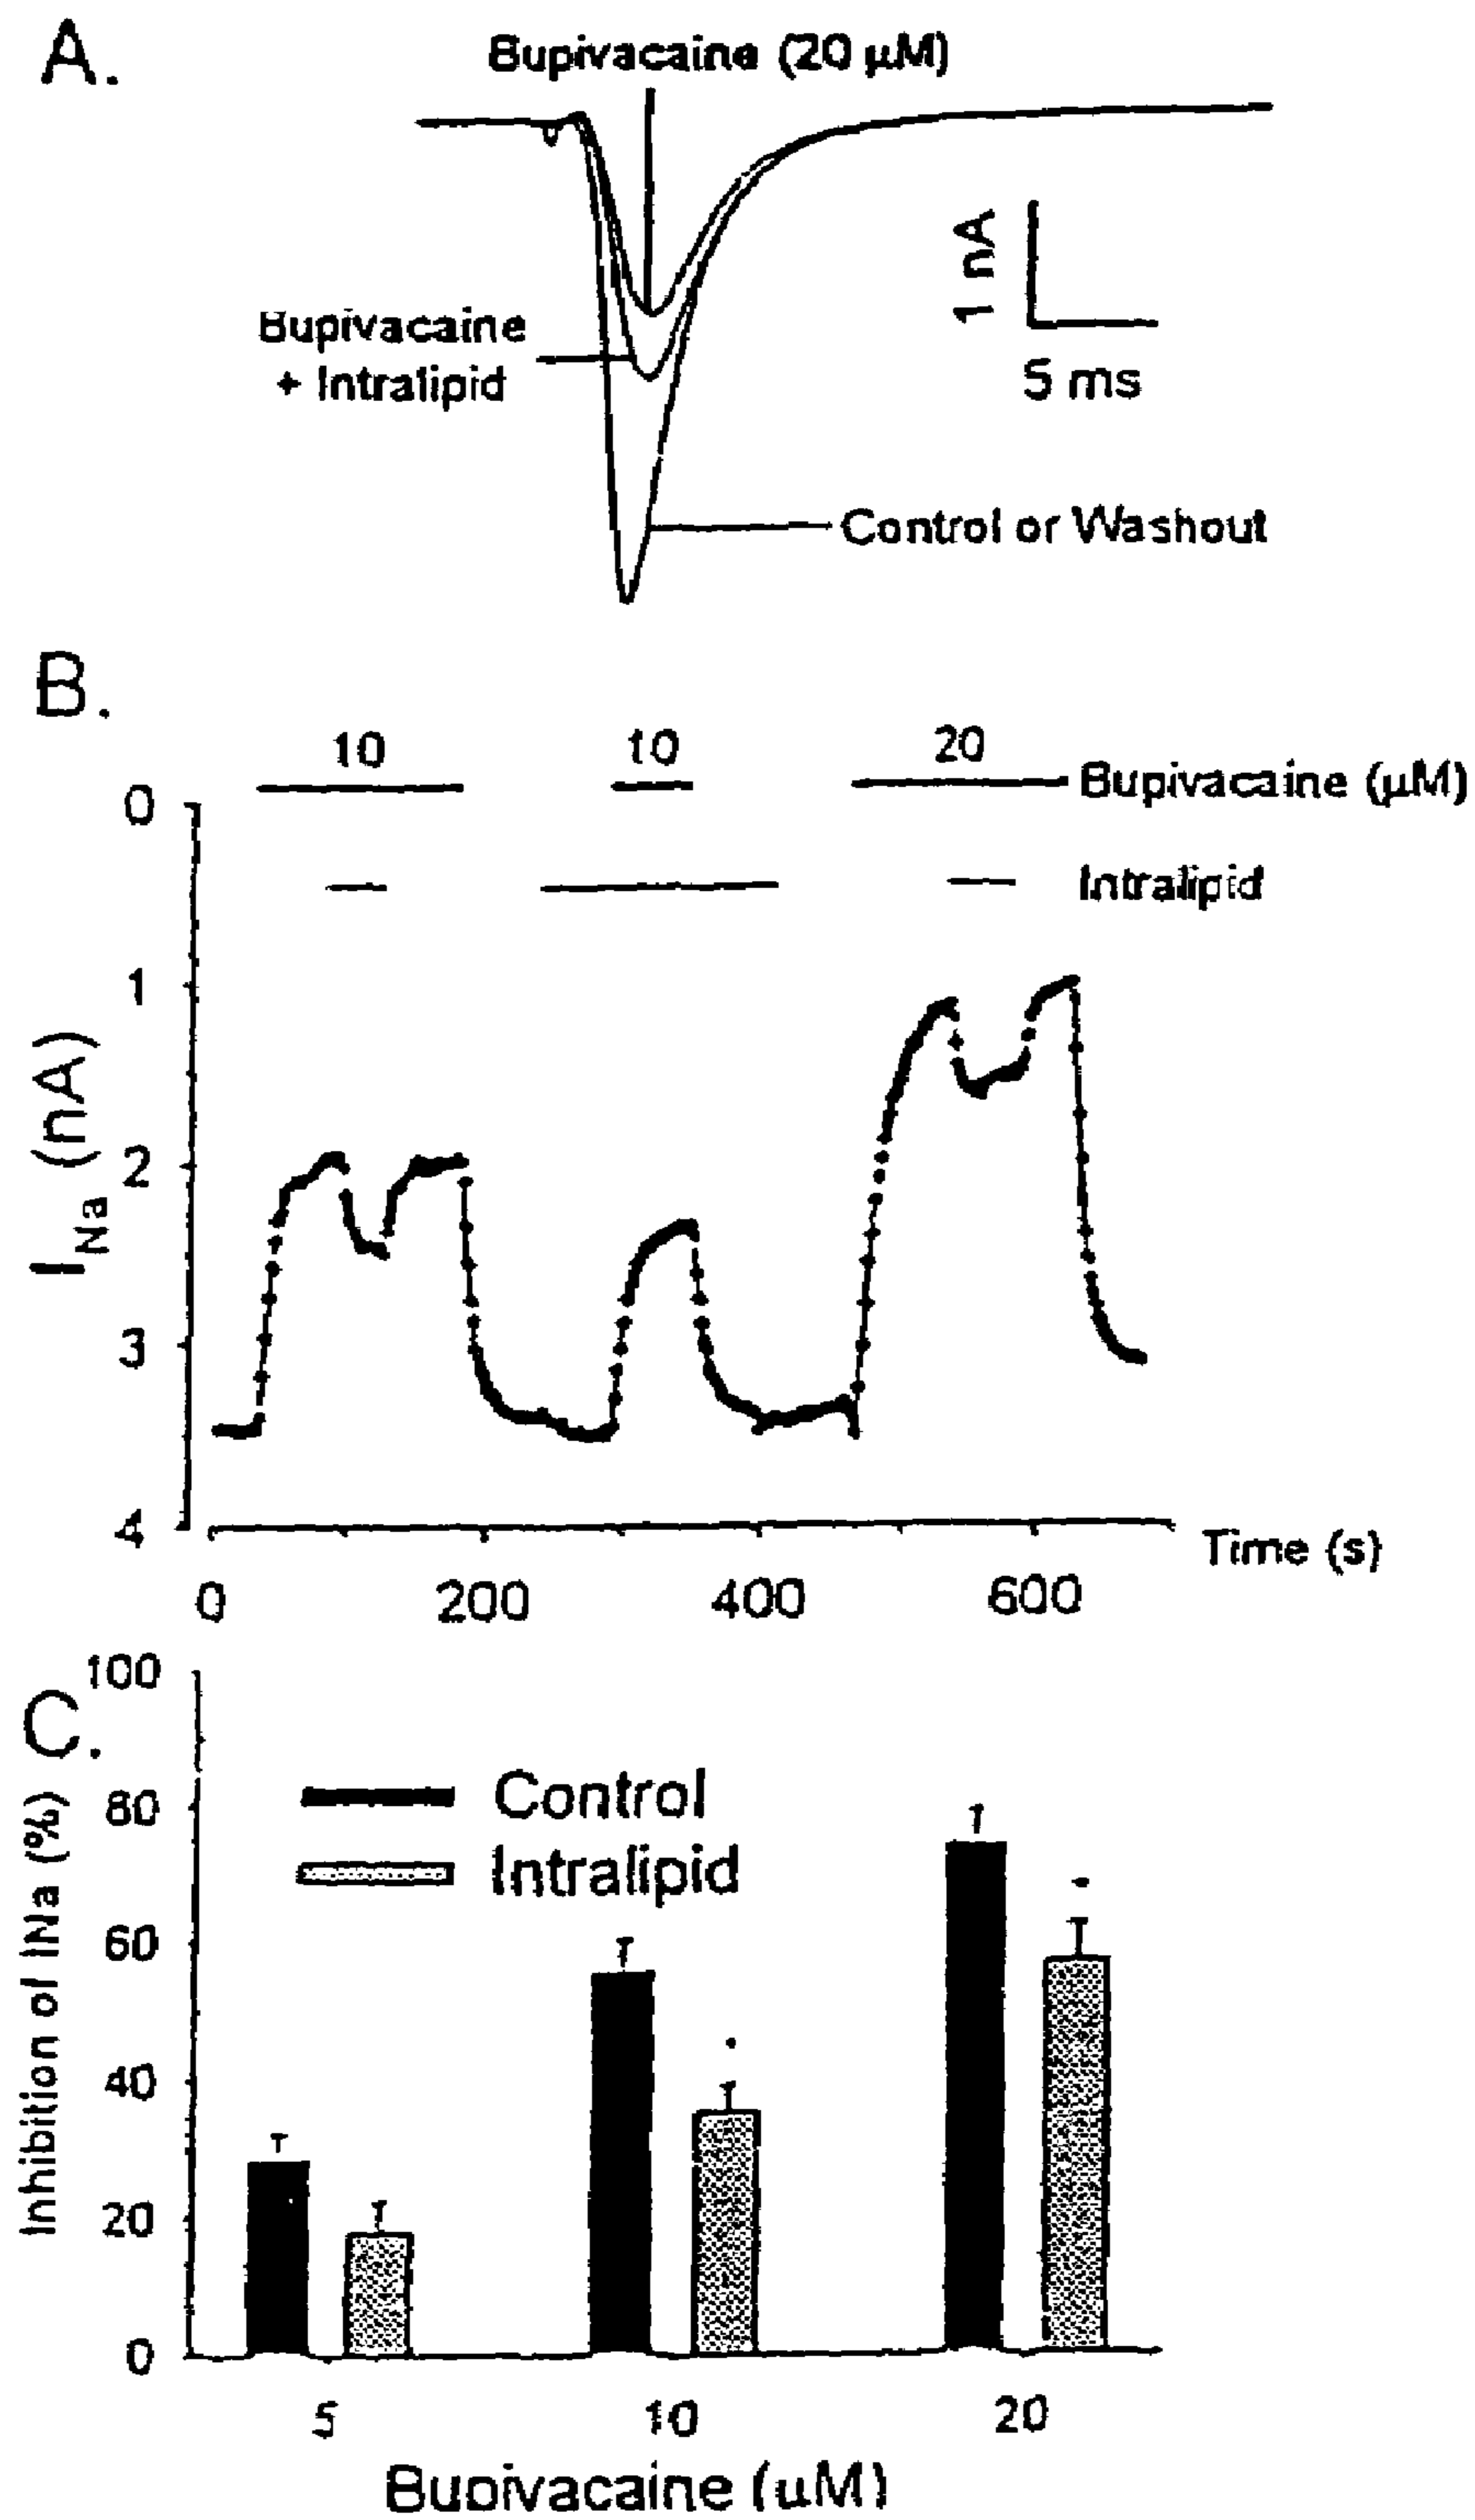 A.
Bupivacaine (20 µM)
1 nA
5 ms
Bupivacaine
+ Intralipid
Control or Washout
B.
10 10 20 Bupivacaine (µM)
Intralipid
0
1
2
3
4
INa (nA)
0 200 400 600 Time (s)
C.
100
80
60
40
20
0
Inhibition of INa (%)
Control
Intralipid
5 10 20
Bupivacaine (uM)